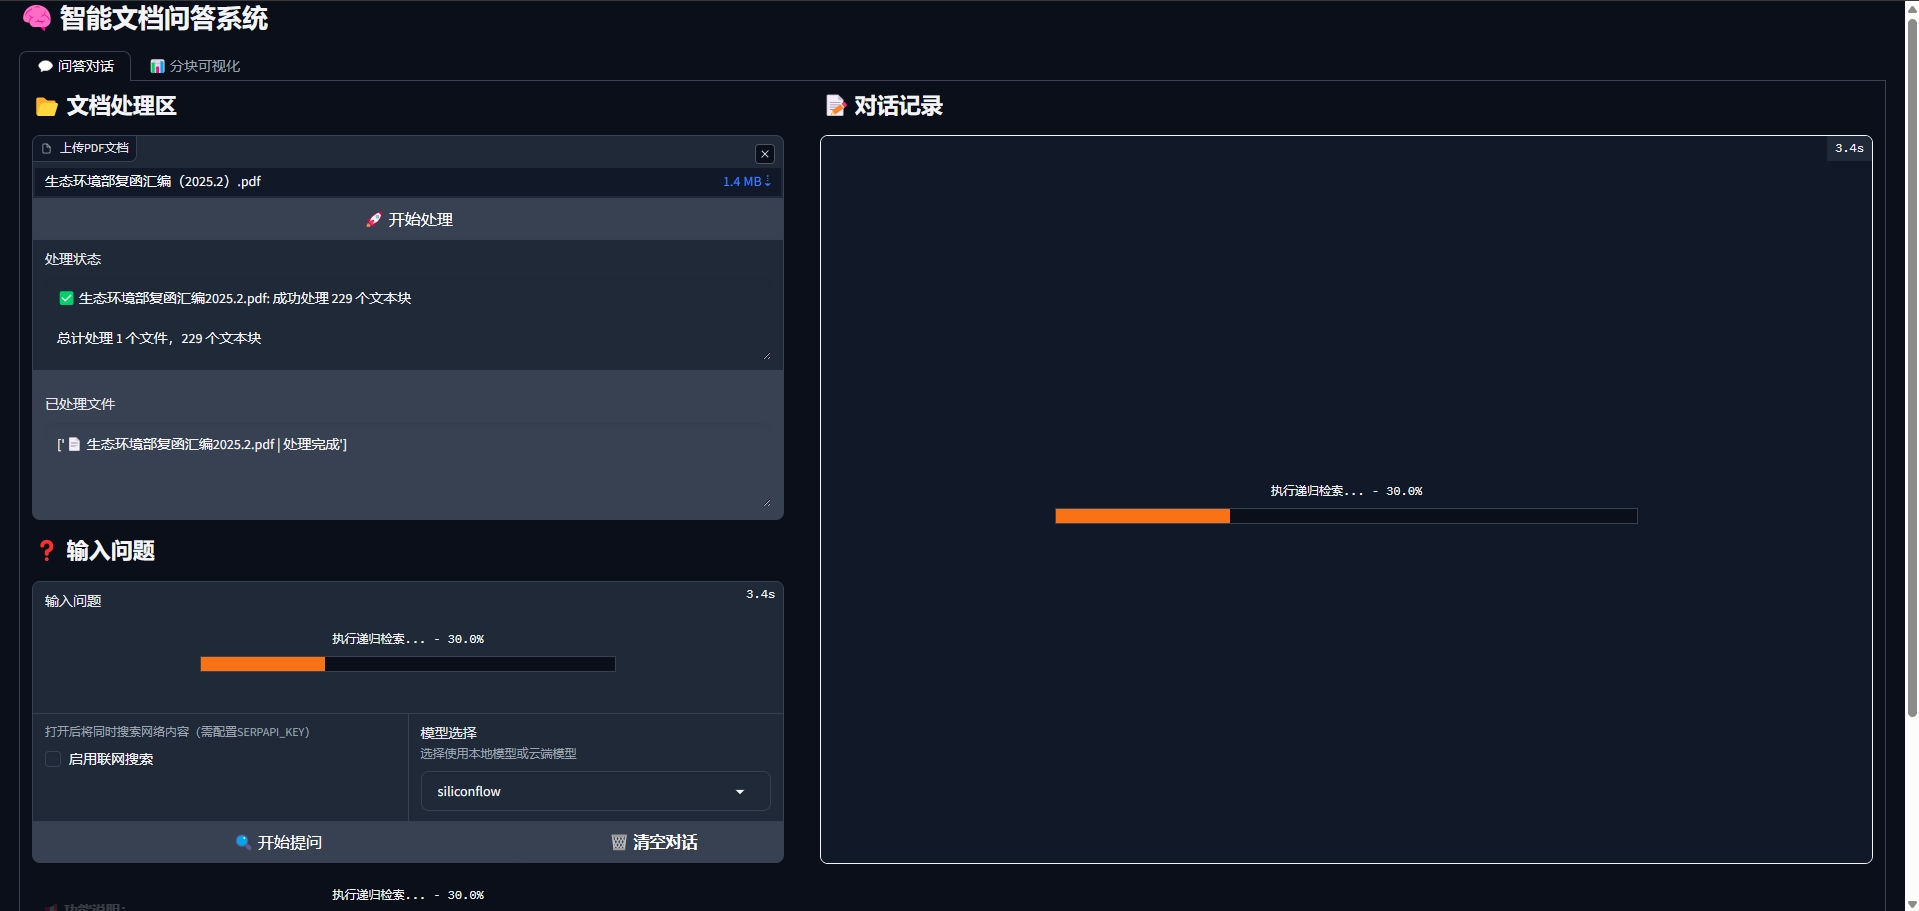 🧠 智能文档问答系统
💬 问答对话
📊 分块可视化
📂 文档处理区
上传PDF文档
生态环境部复函汇编（2025.2）.pdf
1.4 MB⇣
🚀 开始处理
处理状态
✅ 生态环境部复函汇编2025.2.pdf: 成功处理 229 个文本块
总计处理 1 个文件，229 个文本块
已处理文件
['📄 生态环境部复函汇编2025.2.pdf | 处理完成']
❓ 输入问题
输入问题
3.4s
执行递归检索... - 30.0%
打开后将同时搜索网络内容（需配置SERPAPI_KEY）
启用联网搜索
模型选择
选择使用本地模型或云端模型
siliconflow
🔍 开始提问
🗑️ 清空对话
执行递归检索... - 30.0%
功能说明：
📝 对话记录
3.4s
执行递归检索... - 30.0%